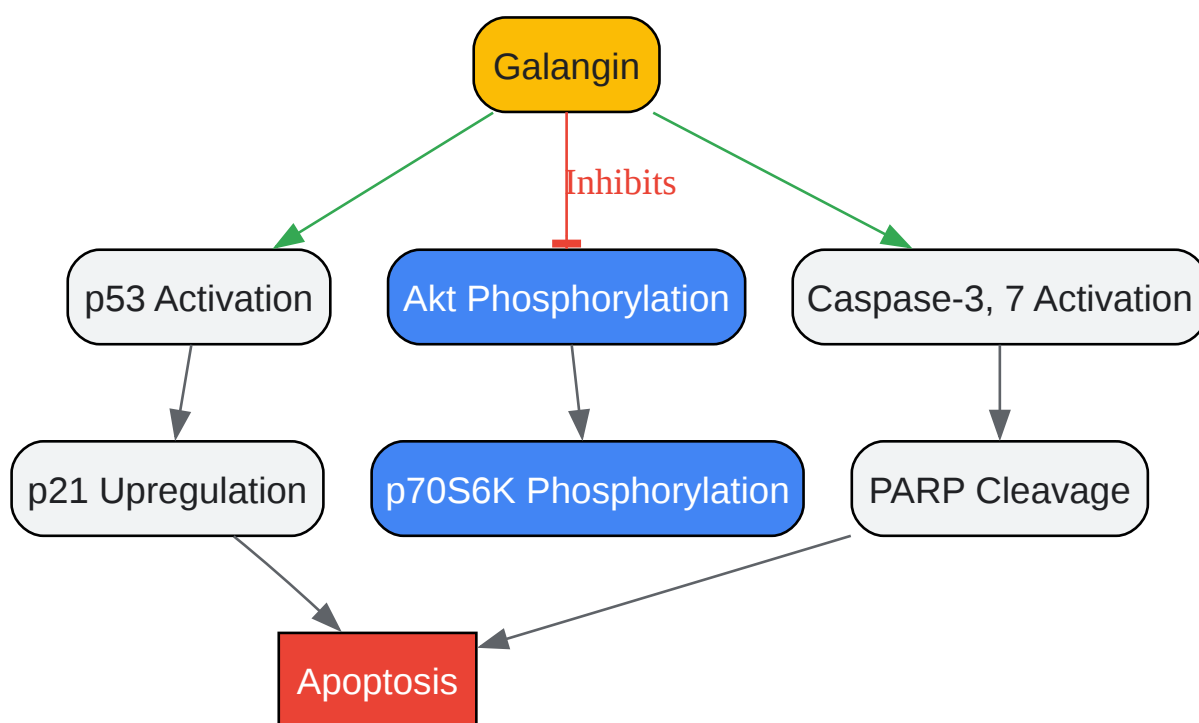 Galangin
Inhibits
p53 Activation
Akt Phosphorylation
Caspase-3, 7 Activation
p21 Upregulation
p70S6K Phosphorylation
PARP Cleavage
Apoptosis